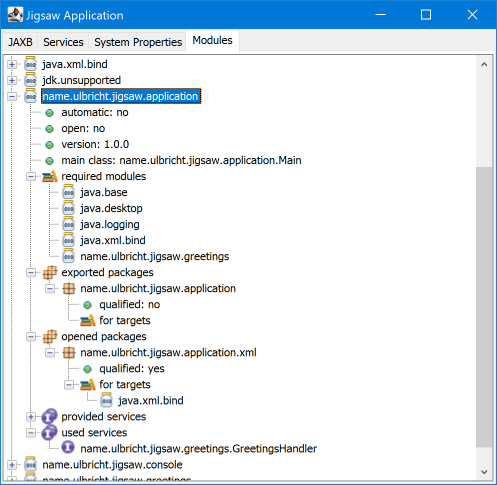 Jigsaw Application
JAXB Services System Properties Modules
java.xml.bind
jdk.unsupported
name.ulbricht.jigsaw.application
automatic: no
open: no
version: 1.0.0
main class: name.ulbricht.jigsaw.application.Main
required modules
java.base
java.desktop
java.logging
java.xml.bind
name.ulbricht.jigsaw.greetings
exported packages
name.ulbricht.jigsaw.application
qualified: no
for targets
opened packages
name.ulbricht.jigsaw.application.xml
qualified: yes
for targets
java.xml.bind
provided services
used services
name.ulbricht.jigsaw.greetings.GreetingsHandler
name.ulbricht.jigsaw.console
name.ulbricht.jigsaw.greetings